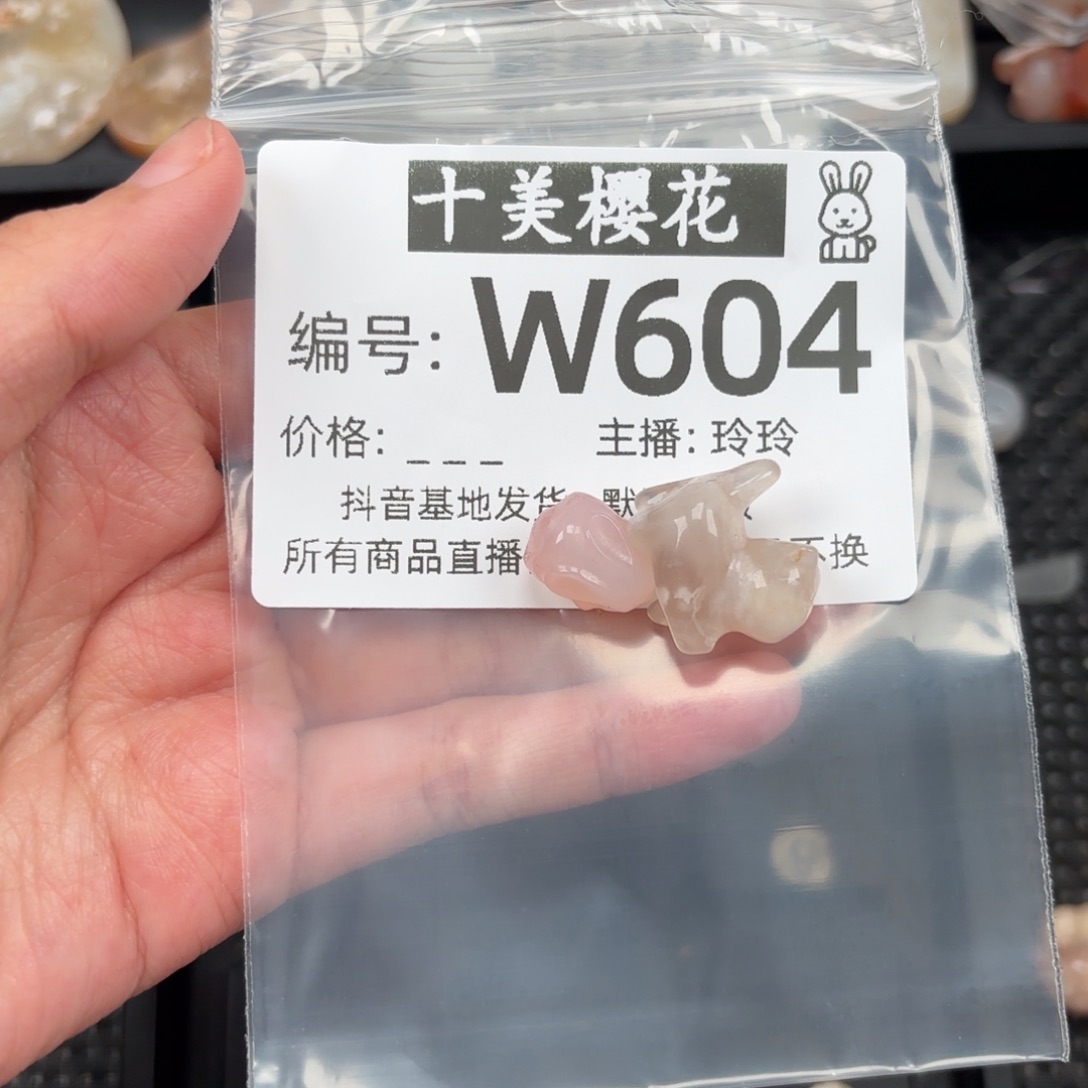 十美樱花
编号: W604
价格: _ _ _ 主播: 玲玲
抖音基地发货 默
所有商品直播 不换